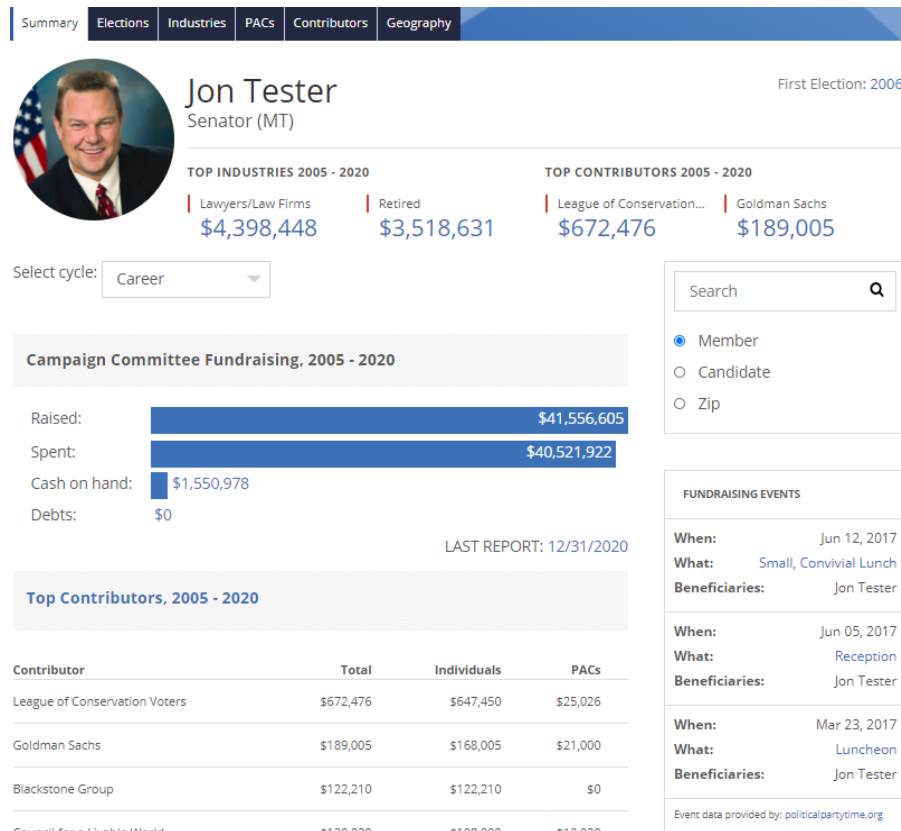 Summary Elections Industries PACs Contributors Geography
Jon Tester
First Election: 2006
Senator (MT)
TOP INDUSTRIES 2005 - 2020
TOP CONTRIBUTORS 2005 - 2020
Lawyers/Law Firms Retired League of Conservation... Goldman Sachs
$4,398,448 $3,518,631 $672,476 $189,005
Select cycle: Career
Search
Member
Candidate
Zip
Campaign Committee Fundraising, 2005 - 2020
Raised: $41,556,605
Spent: $40,521,922
Cash on hand: $1,550,978
Debts: $0
LAST REPORT: 12/31/2020
Top Contributors, 2005 - 2020
Contributor Total Individuals PACs
League of Conservation Voters $672,476 $647,450 $25,026
Goldman Sachs $189,005 $168,005 $21,000
Blackstone Group $122,210 $122,210 $0
FUNDRAISING EVENTS
When: Jun 12, 2017
What: Small, Convivial Lunch
Beneficiaries: Jon Tester
When: Jun 05, 2017
What: Reception
Beneficiaries: Jon Tester
When: Mar 23, 2017
What: Luncheon
Beneficiaries: Jon Tester
Event data provided by: politicalpartytime.org